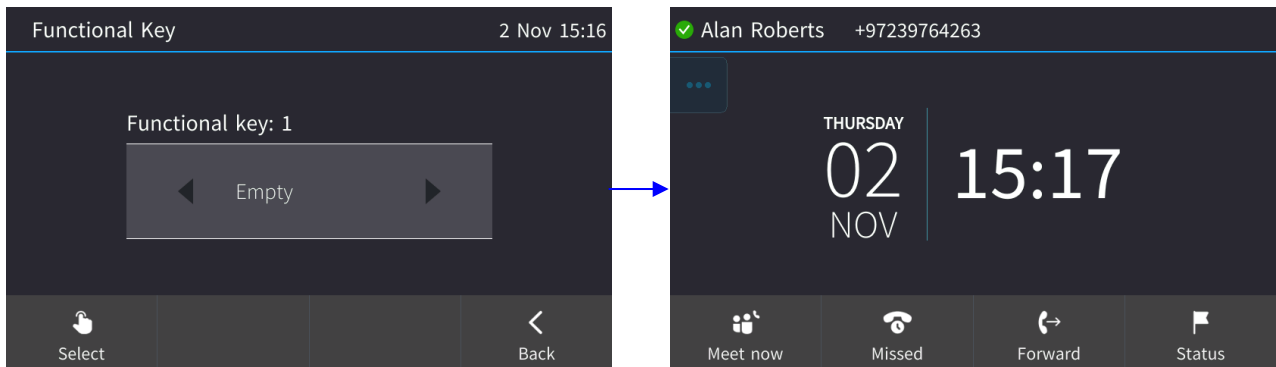 Functional Key 2 Nov 15:16
Functional key: 1
Empty
Select Back
Alan Roberts +97239764263
THURSDAY
02
NOV
15:17
Meet now Missed Forward Status